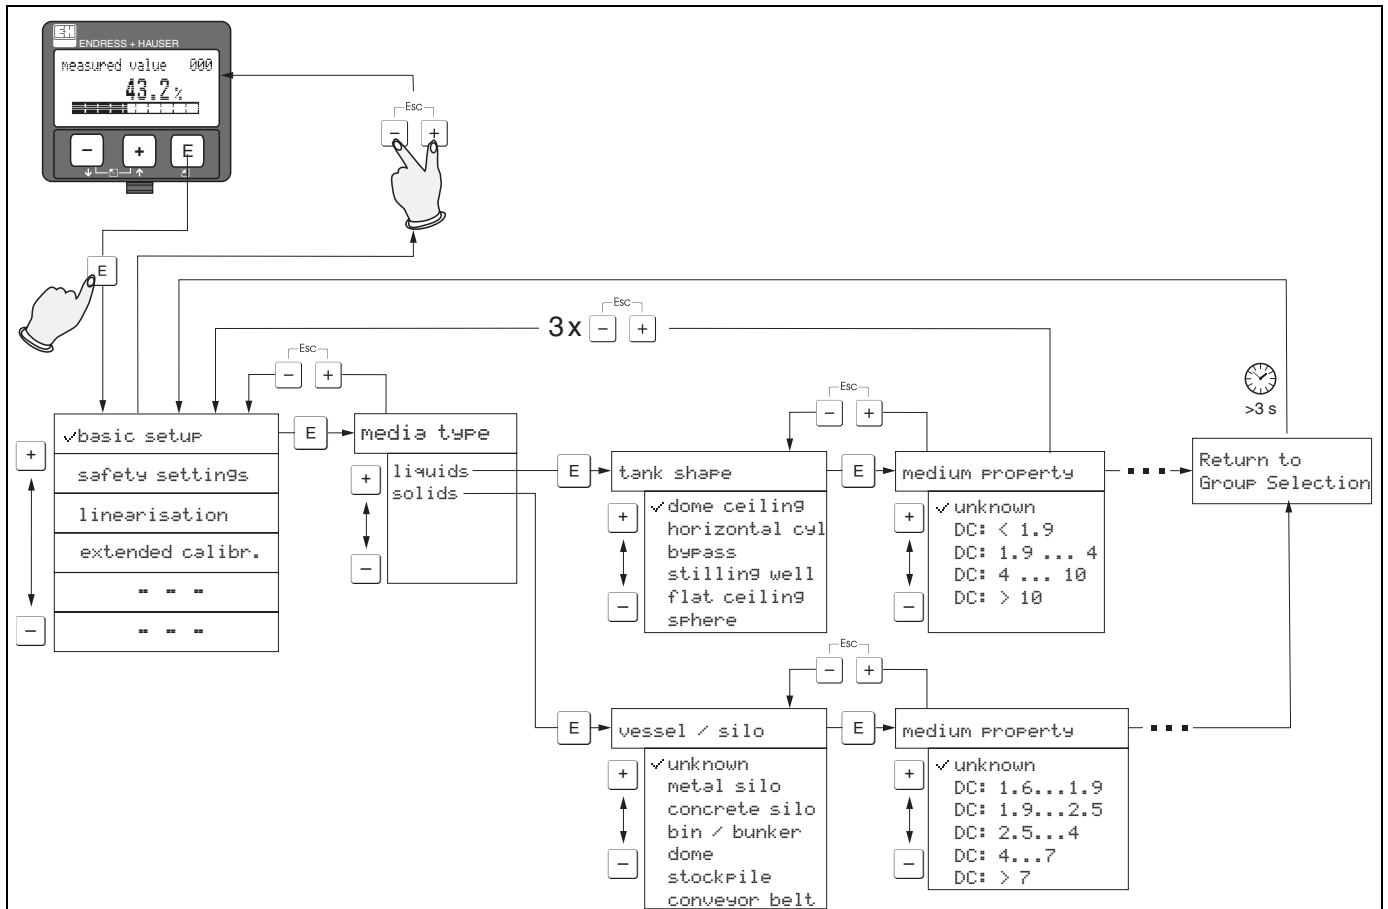 EH
ENDRESS + HAUSER
measured value 000
43.2 %
- + E
Esc
- +
E
Esc
3x - +
Esc
- +
>3 s
✓basic setup
safety settings
linearisation
extended calibr.
- - -
- - -
+
-
E
media type
liquids
solids
+
-
Esc
- +
E
tank shape
✓dome ceiling
horizontal cyl
bypass
stilling well
flat ceiling
sphere
+
-
E
medium property
✓unknown
DC: < 1.9
DC: 1.9 ... 4
DC: 4 ... 10
DC: > 10
+
-
...
Return to
Group Selection
Esc
- +
E
vessel / silo
✓unknown
metal silo
concrete silo
bin / bunker
dome
stockpile
conveyor belt
+
-
E
medium property
✓unknown
DC: 1.6...1.9
DC: 1.9...2.5
DC: 2.5...4
DC: 4...7
DC: > 7
+
-
...